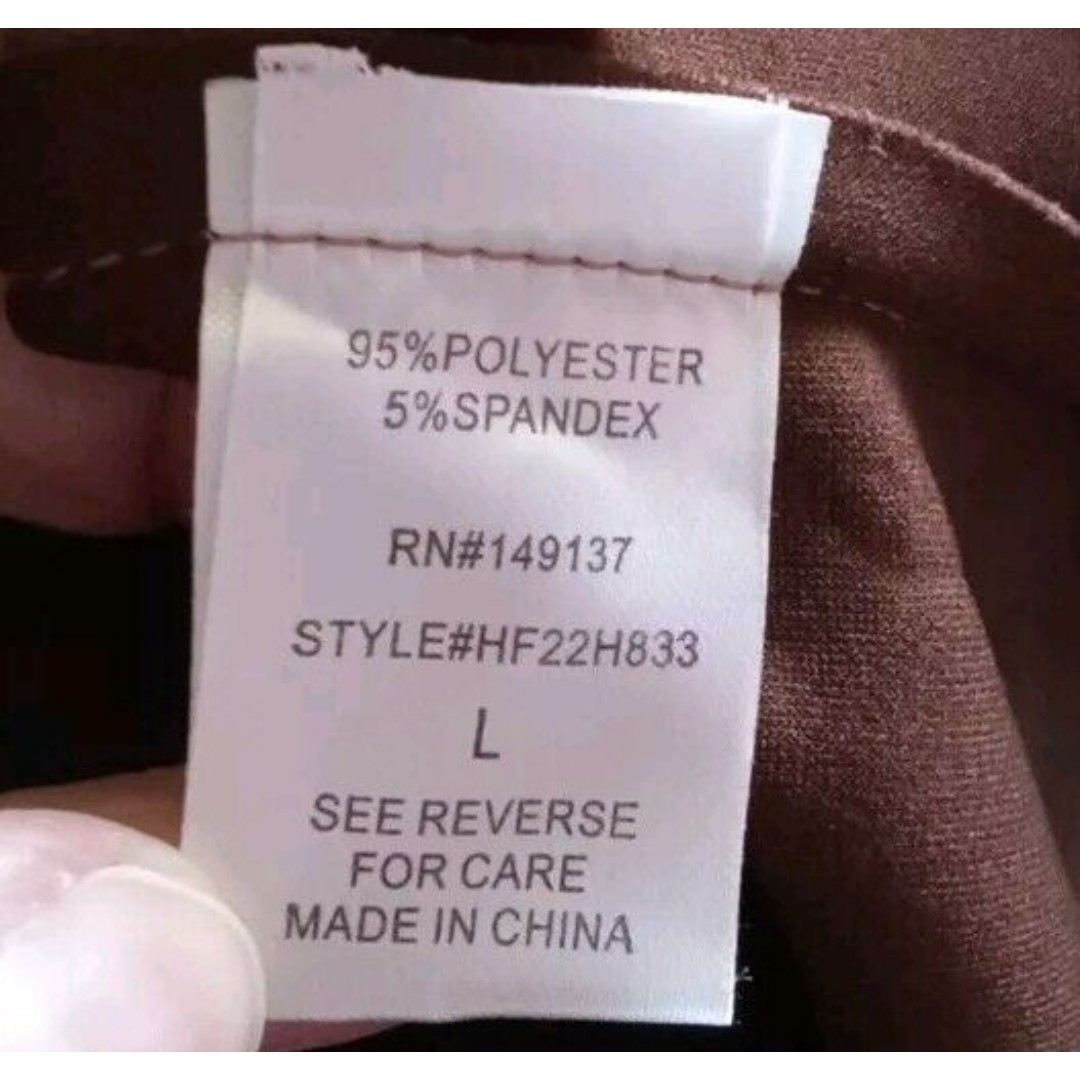 95%POLYESTER
5%SPANDEX
RN#149137
STYLE#HF22H833
L
SEE REVERSE
FOR CARE
MADE IN CHINA